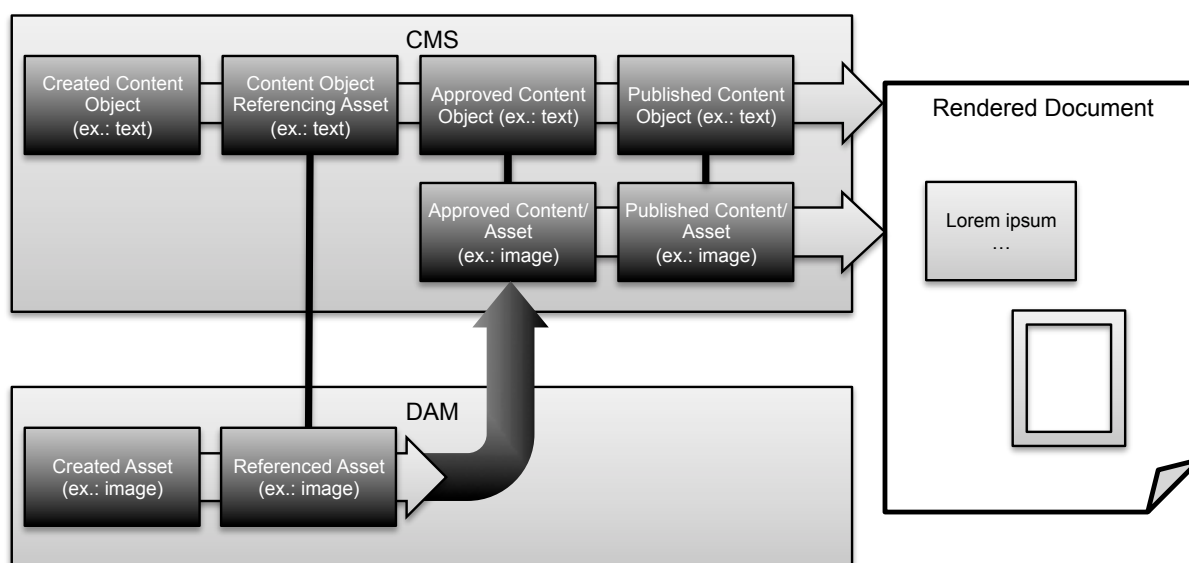 CMS
Created Content
Object
(ex.: text)
Content Object
Referencing Asset
(ex.: text)
Approved Content
Object (ex.: text)
Published Content
Object (ex.: text)
Approved Content/
Asset
(ex.: image)
Published Content/
Asset
(ex.: image)
Rendered Document
Lorem ipsum
…
DAM
Created Asset
(ex.: image)
Referenced Asset
(ex.: image)